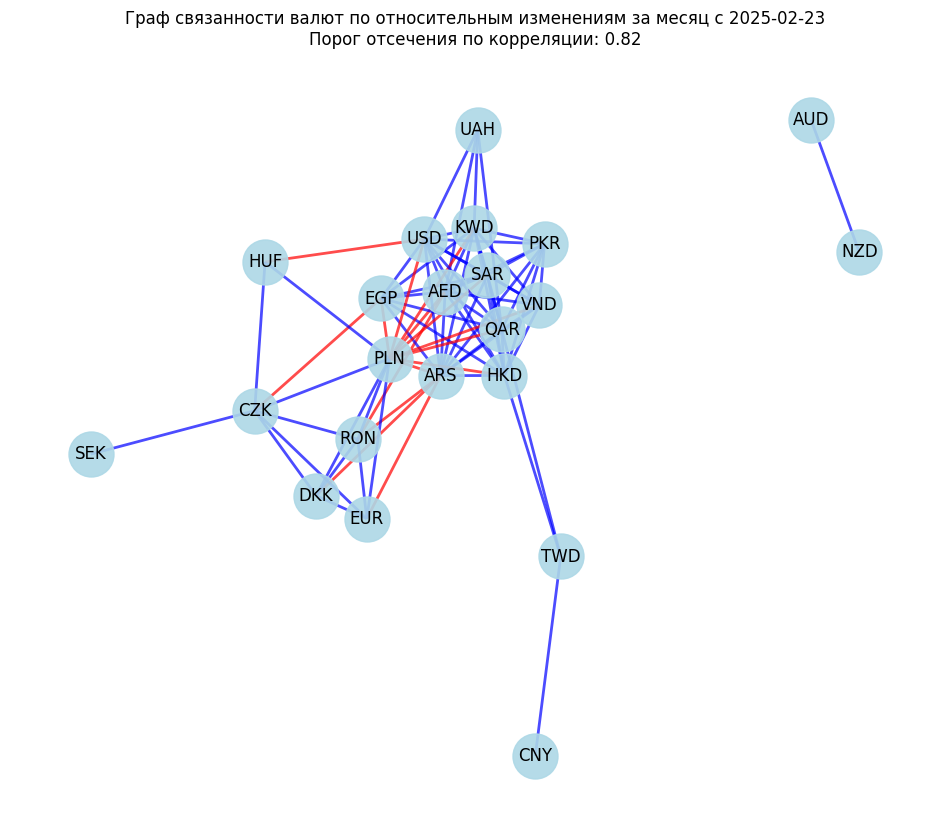 Граф связанности валют по относительным изменениям за месяц с 2025-02-23
Порог отсечения по корреляции: 0.82
AUD
UAH
KWD
USD
PKR
NZD
HUF
SAR
AED
EGP
VND
QAR
PLN
ARS
HKD
CZK
RON
SEK
DKK
EUR
TWD
CNY